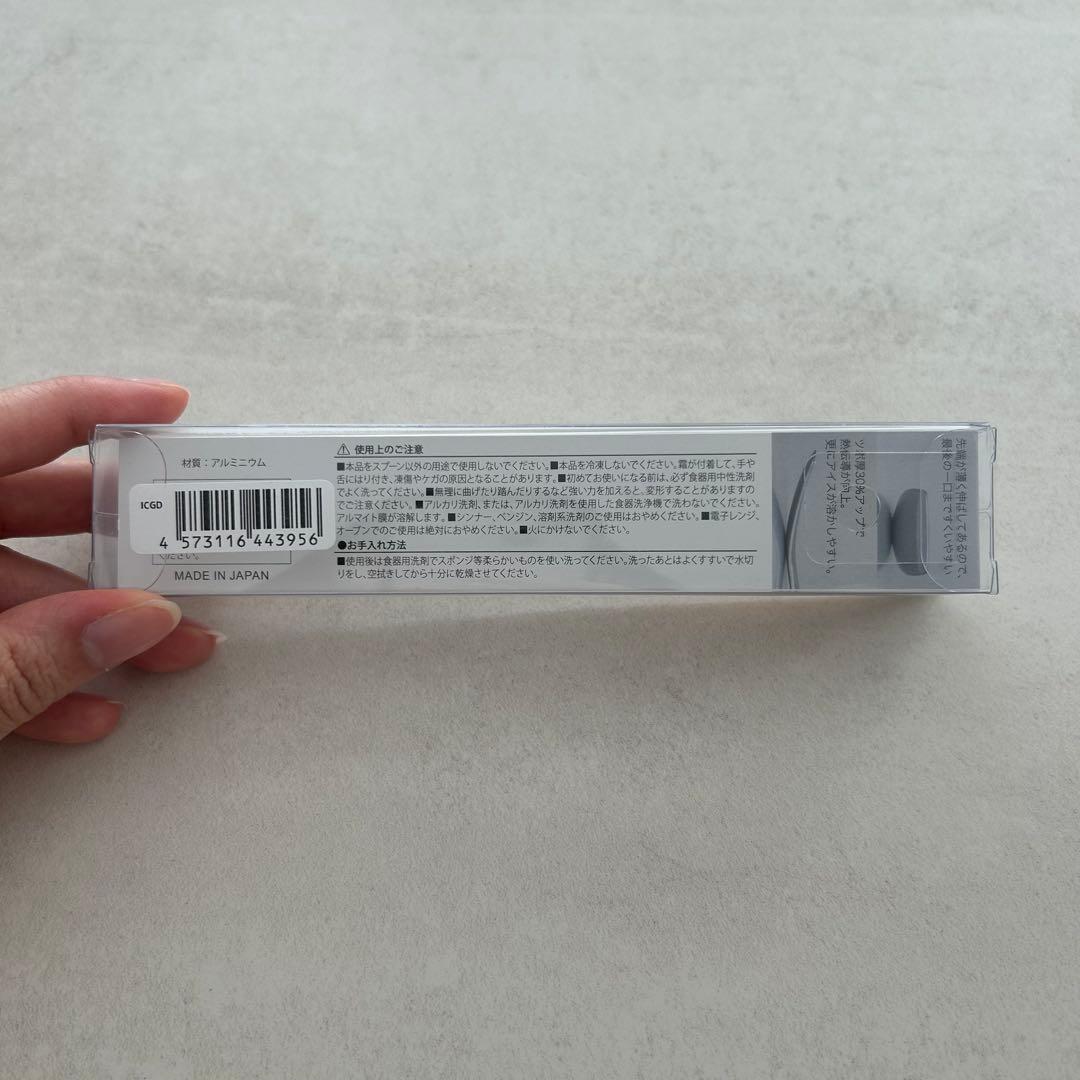 材質：アルミニウム
ICGD
4 573116 443956
ください。
MADE IN JAPAN
⚠ 使用上のご注意
■本品をスプーン以外の用途で使用しないでください。■本品を冷凍しないでください。霜が付着して、手や
舌にはり付き、凍傷やケガの原因となることがあります。■初めてお使いになる前は、必ず食器用中性洗剤
でよく洗ってください。■無理に曲げたり踏んだりするなど強い力を加えると、変形することがありますの
でご注意ください。■アルカリ洗剤、または、アルカリ洗剤を使用した食器洗浄機で洗わないでください。
アルマイト膜が溶解します。■シンナー、ベンジン、溶剤系洗剤のご使用はおやめください。■電子レンジ、
オーブンでのご使用は絶対におやめください。■火にかけないでください。
●お手入れ方法
■使用後は食器用洗剤でスポンジ等柔らかいものを使い洗ってください。洗ったあとはよくすすいで水切
りをし、空拭きしてから十分に乾燥させてください。
先端が薄く伸ばしてあるので、
最後の一口まですくいやすい
ツボ厚30%アップで
熱伝導が向上。
更にアイスが溶かしやすい。